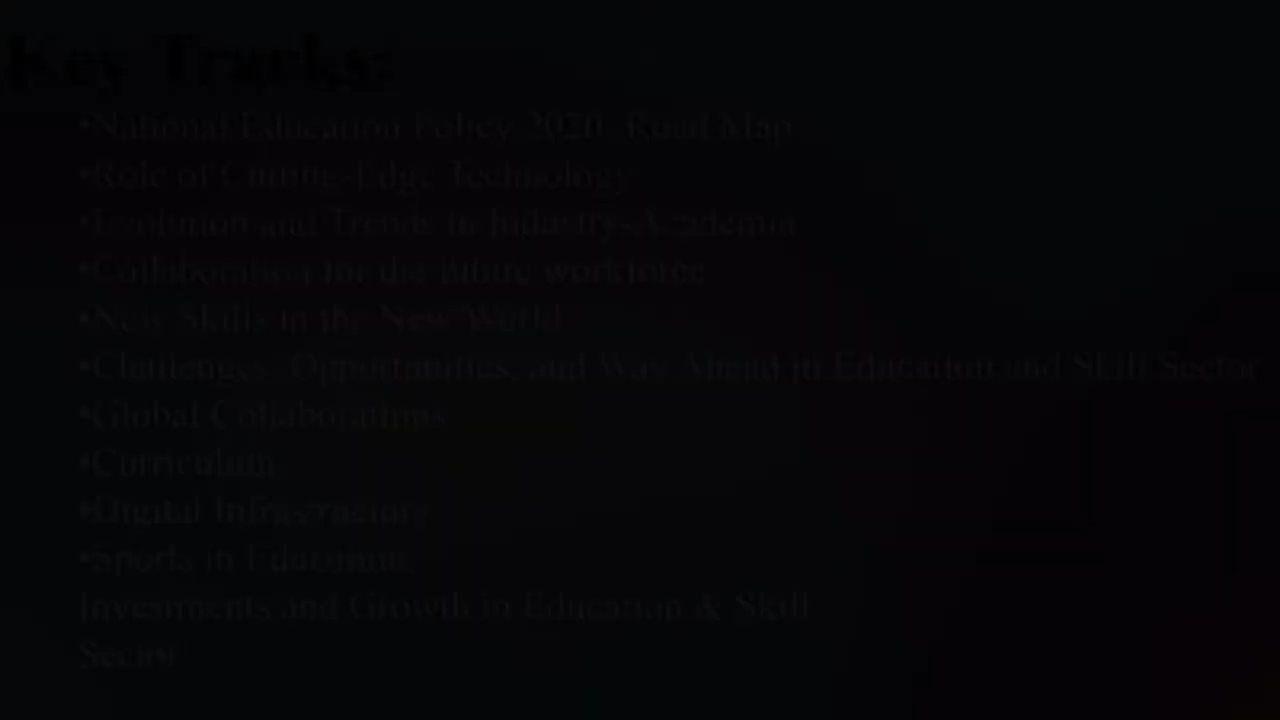 Key Tracks:
•National Education Policy 2020 Road Map
•Role of Cutting-Edge Technology
•Evolution and Trends in Industry-Academia
•Collaboration for the future workforce
•New Skills in the New World
•Challenges, Opportunities, and Way Ahead in Education and Skill Sector
•Global Collaborations
•Curriculum
•Digital
•Sports in Education
Investments and Growth in Education & Skill
Sector